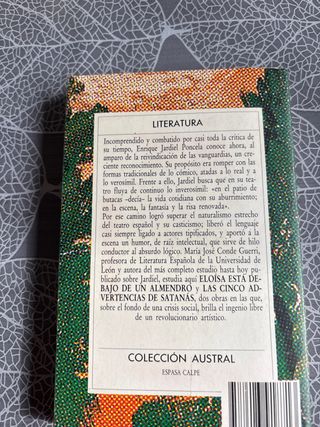 LITERATURA
Incomprendido y combatido por casi toda la crítica de
su tiempo, Enrique Jardiel Poncela conoce ahora, al
amparo de la reivindicación de las vanguardias, un cre-
ciente reconocimiento. Su propósito era romper con las
formas tradicionales de lo cómico, atadas a lo real y a
lo verosímil. Frente a ello, Jardiel busca que en su tea-
tro fluya de continuo lo inverosímil: «en el patio de
butacas –decía– la vida cotidiana con su aburrimiento;
en la escena, la fantasía y la risa renovada».
Por ese camino logró superar el naturalismo estrecho
del teatro español y su casticismo; liberó el lenguaje
casi siempre ligado a actores tipificados, y aportó a la
escena un humor, de raíz intelectual, que sirve de hilo
conductor al absurdo lógico. María José Conde Guerri,
profesora de Literatura Española de la Universidad de
León y autora del más completo estudio hasta hoy pu-
blicado sobre Jardiel, estudia aquí ELOÍSA ESTÁ DE-
BAJO DE UN ALMENDRO y LAS CINCO AD-
VERTENCIAS DE SATANÁS, dos obras en las que,
sobre el fondo de una crisis social, brilla el ingenio libre
de un revolucionario artístico.
COLECCIÓN AUSTRAL
ESPASA CALPE